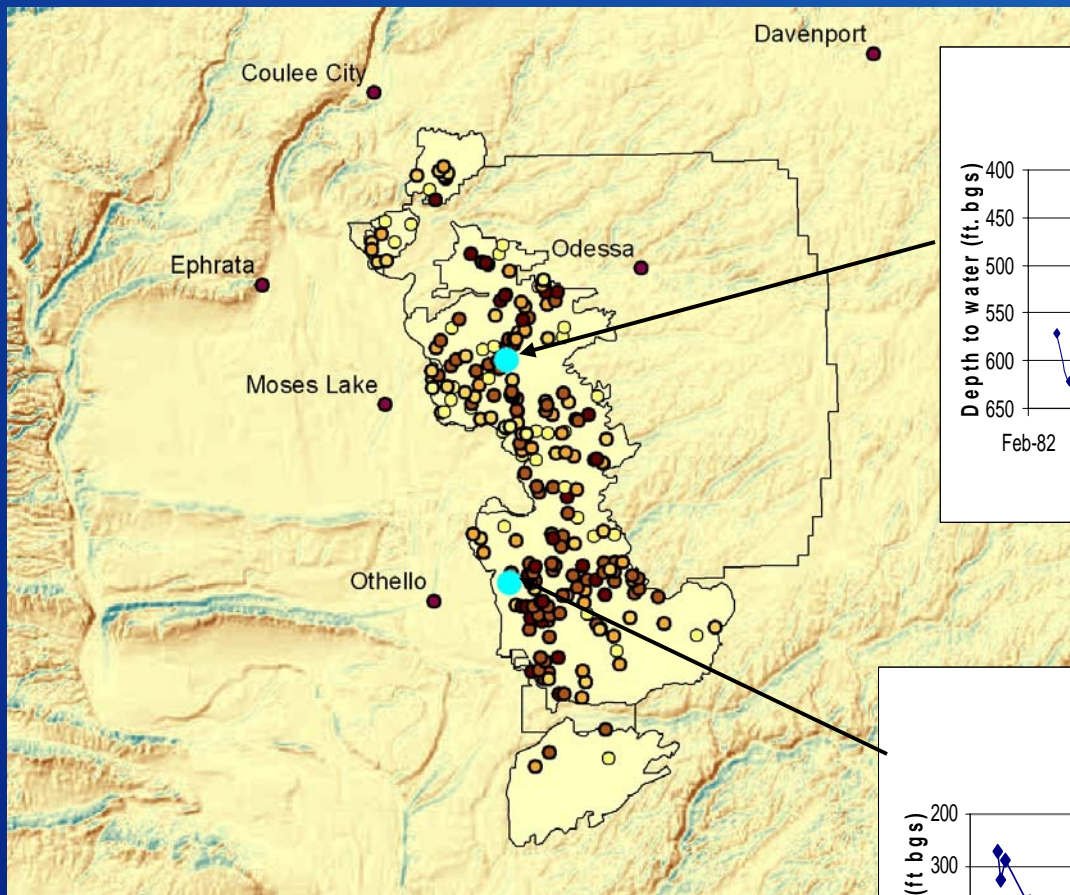 Davenport
Coulee City
Ephrata
Odessa
Moses Lake
Othello
Depth to water (ft. bgs)
400
450
500
550
600
650
Feb-82
(ft bgs)
200
300